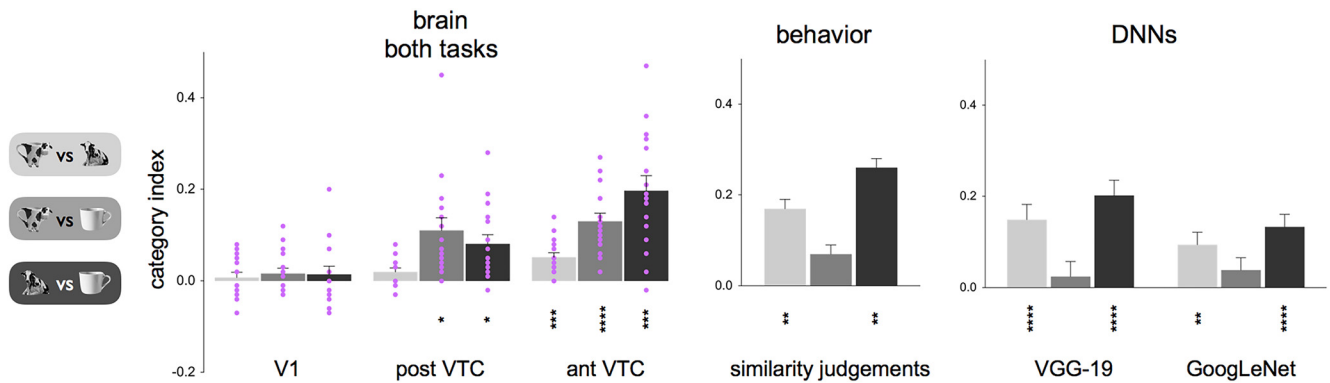 brain
both tasks
behavior
DNNs
vs
vs
vs
category index
0.4
0.2
0.0
-0.2
* * *** **** ***
V1 post VTC ant VTC
0.4
0.2
0.0
** **
similarity judgements
0.4
0.2
0.0
**** **** ** ****
VGG-19 GoogLeNet